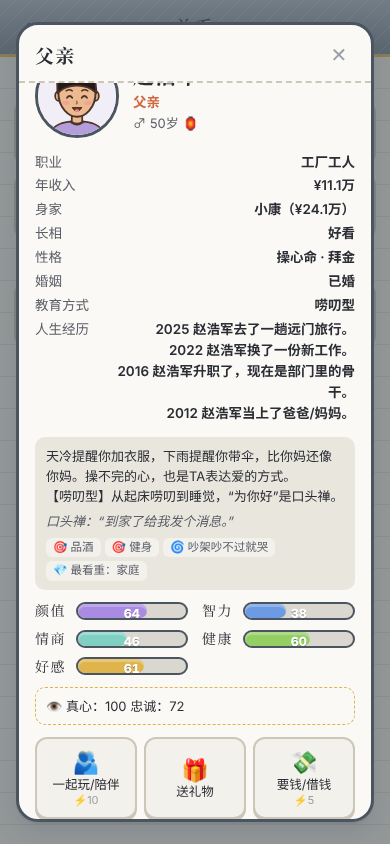 父亲
父亲
♂ 50岁
职业 工厂工人
年收入 ¥11.1万
身家 小康（¥24.1万）
长相 好看
性格 操心命 · 拜金
婚姻 已婚
教育方式 唠叨型
人生经历 2025 赵浩军去了一趟远门旅行。
2022 赵浩军换了一份新工作。
2016 赵浩军升职了，现在是部门里的骨
干。
2012 赵浩军当上了爸爸/妈妈。
天冷提醒你加衣服，下雨提醒你带伞，比你妈还像
你妈。操不完的心，也是TA表达爱的方式。
【唠叨型】从起床唠叨到睡觉，“为你好”是口头禅。
口头禅：“到家了给我发个消息。”
🎯 品酒 🎯 健身 🌀 吵架吵不过就哭
💎 最看重：家庭
颜值 64 智力 38
情商 46 健康 60
好感 61
👁️ 真心：100 忠诚：72
一起玩/陪伴 送礼物 要钱/借钱
⚡10 ⚡5